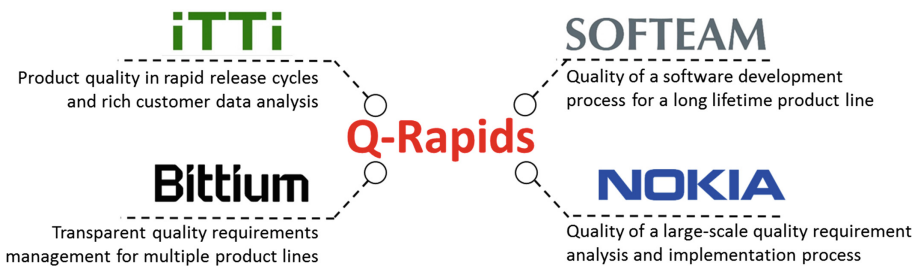 iTTi
Product quality in rapid release cycles
and rich customer data analysis
SOFTEAM
Quality of a software development
process for a long lifetime product line
Q-Rapids
Bittium
Transparent quality requirements
management for multiple product lines
NOKIA
Quality of a large-scale quality requirement
analysis and implementation process